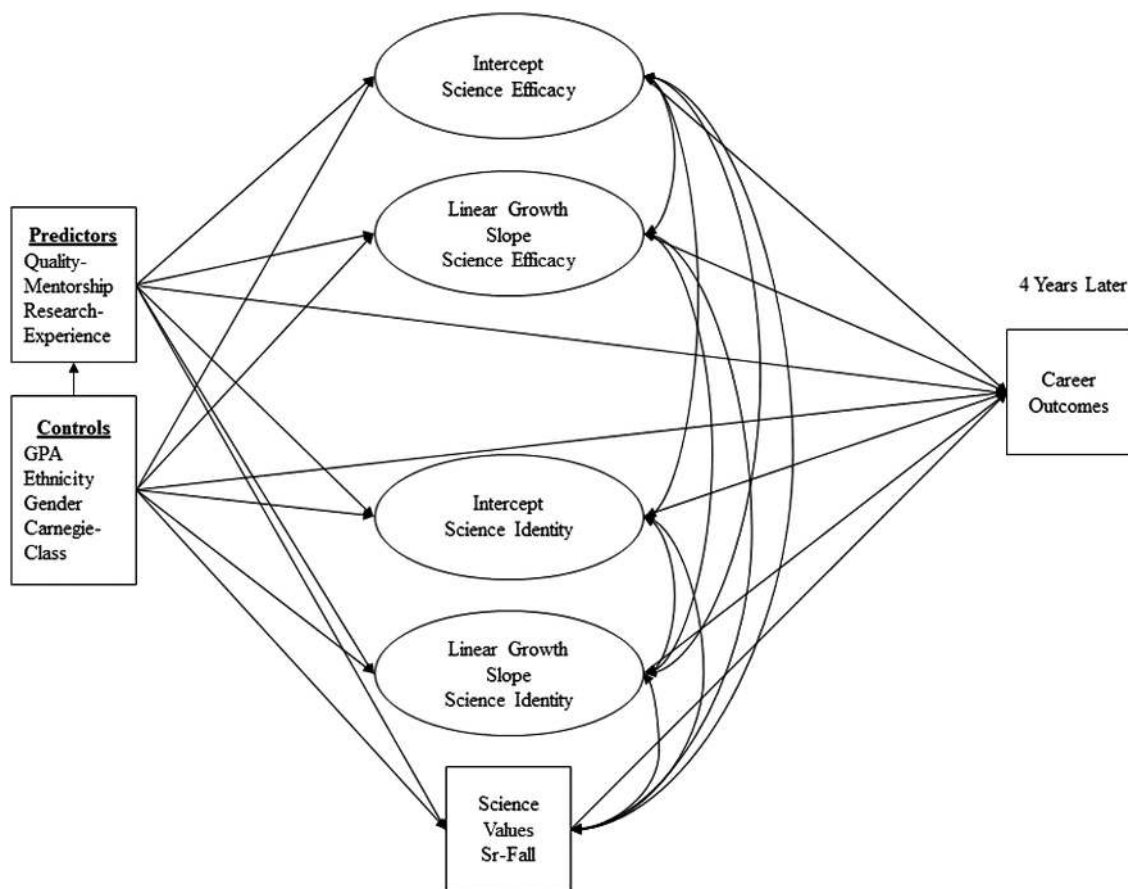 Intercept
Science Efficacy
Linear Growth
Slope
Science Efficacy
Predictors
Quality-
Mentorship
Research-
Experience
4 Years Later
Career
Outcomes
Controls
GPA
Ethnicity
Gender
Carnegie-
Class
Intercept
Science Identity
Linear Growth
Slope
Science Identity
Science
Values
Sr-Fall